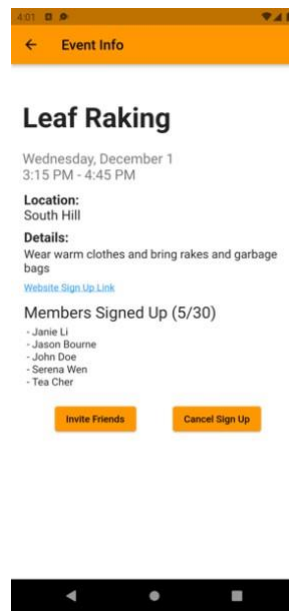 4:01
Event Info
Leaf Raking
Wednesday, December 1
3:15 PM - 4:45 PM
Location:
South Hill
Details:
Wear warm clothes and bring rakes and garbage
bags
Website Sign Up Link
Members Signed Up (5/30)
- Janie Li
- Jason Bourne
- John Doe
- Serena Wen
- Tea Cher
Invite Friends
Cancel Sign Up